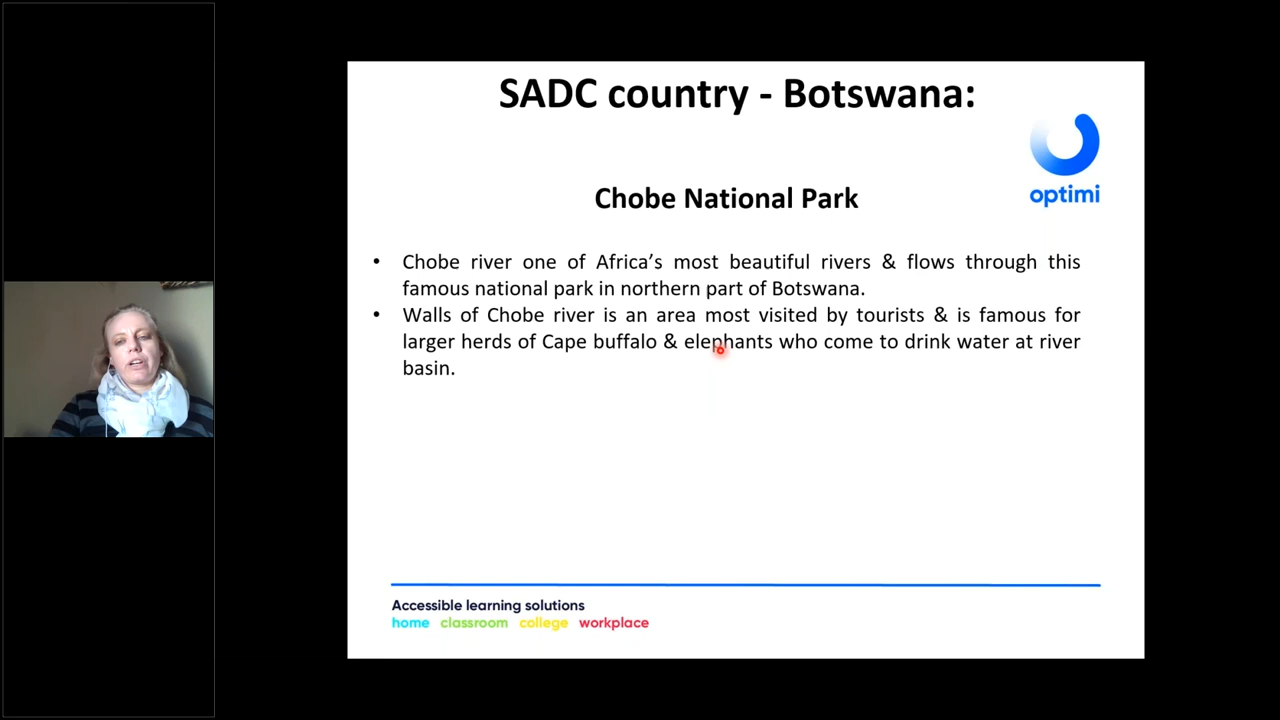 SADC country - Botswana:
optimi
Chobe National Park
• Chobe river one of Africa’s most beautiful rivers & flows through this
famous national park in northern part of Botswana.
• Walls of Chobe river is an area most visited by tourists & is famous for
larger herds of Cape buffalo & elephants who come to drink water at river
basin.
Accessible learning solutions
home classroom college workplace